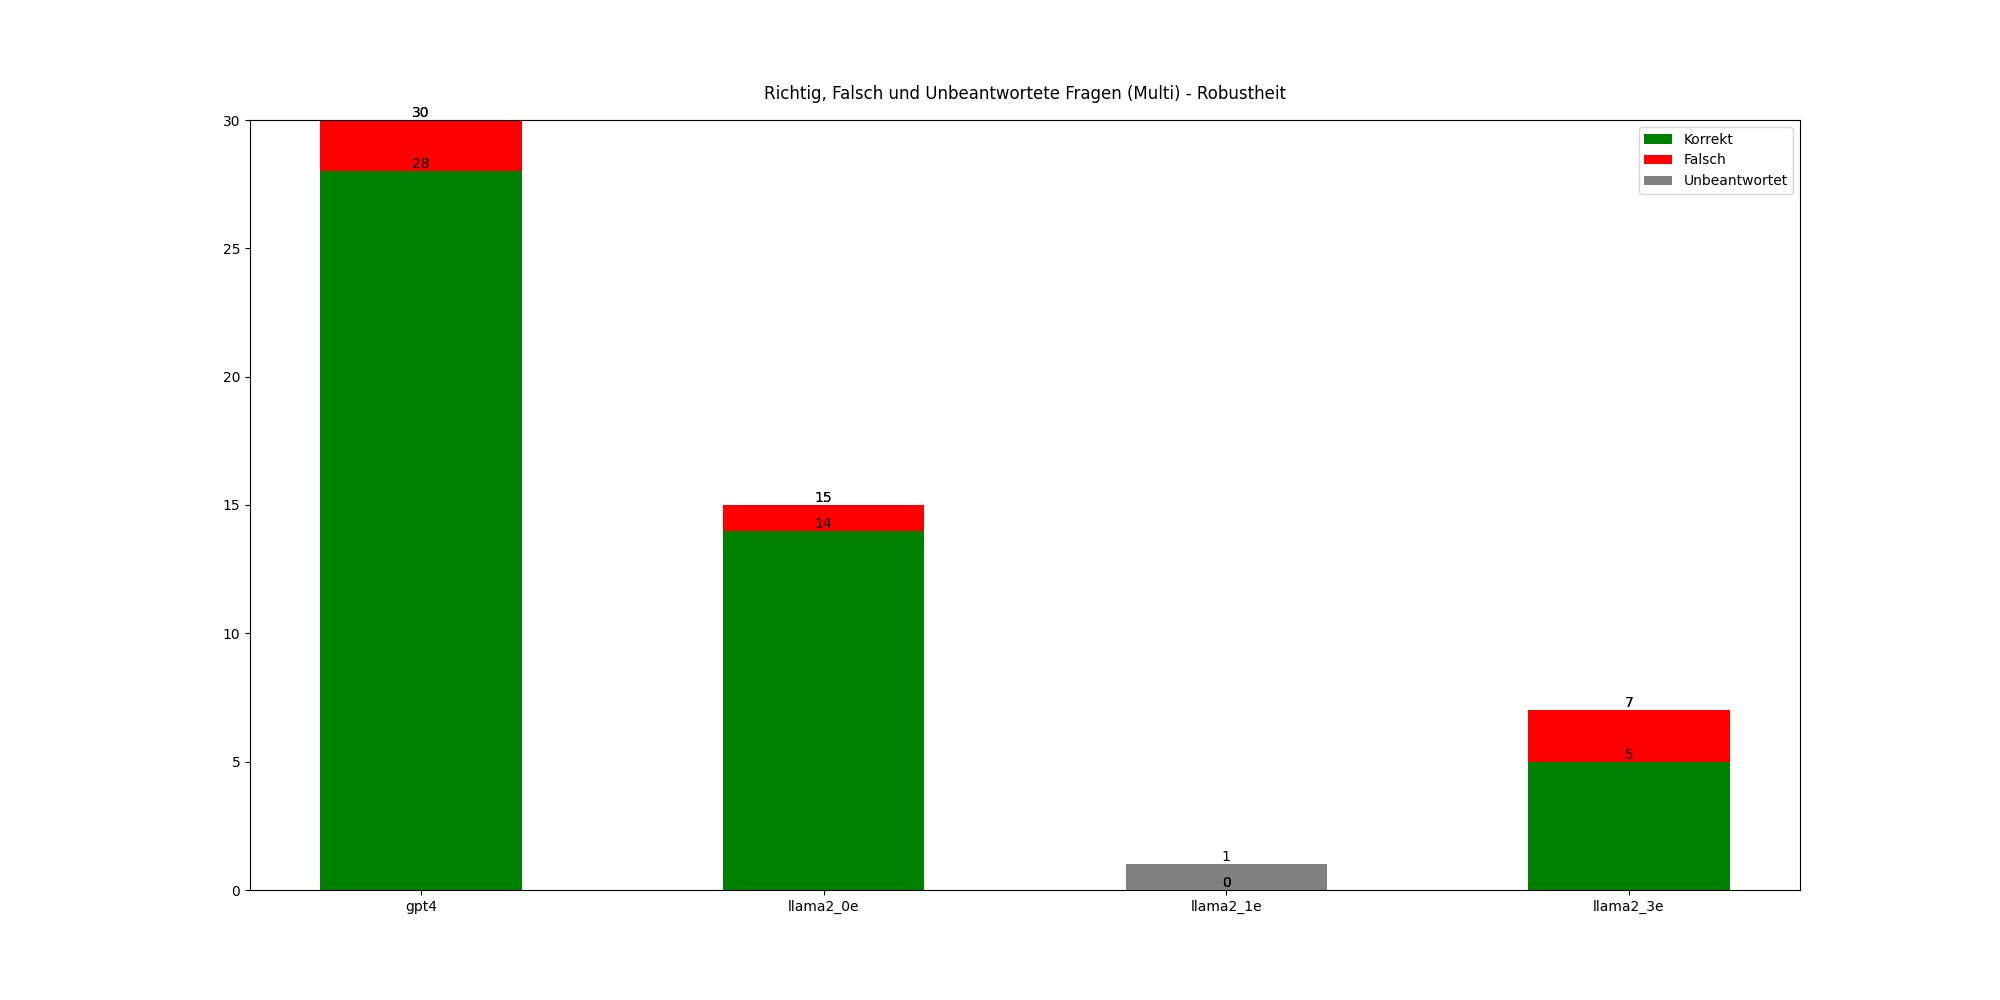 Richtig, Falsch und Unbeantwortete Fragen (Multi) - Robustheit
30
25
20
15
10
5
0
30
28
15
14
1
0
7
5
gpt4
llama2_0e
llama2_1e
llama2_3e
Korrekt
Falsch
Unbeantwortet